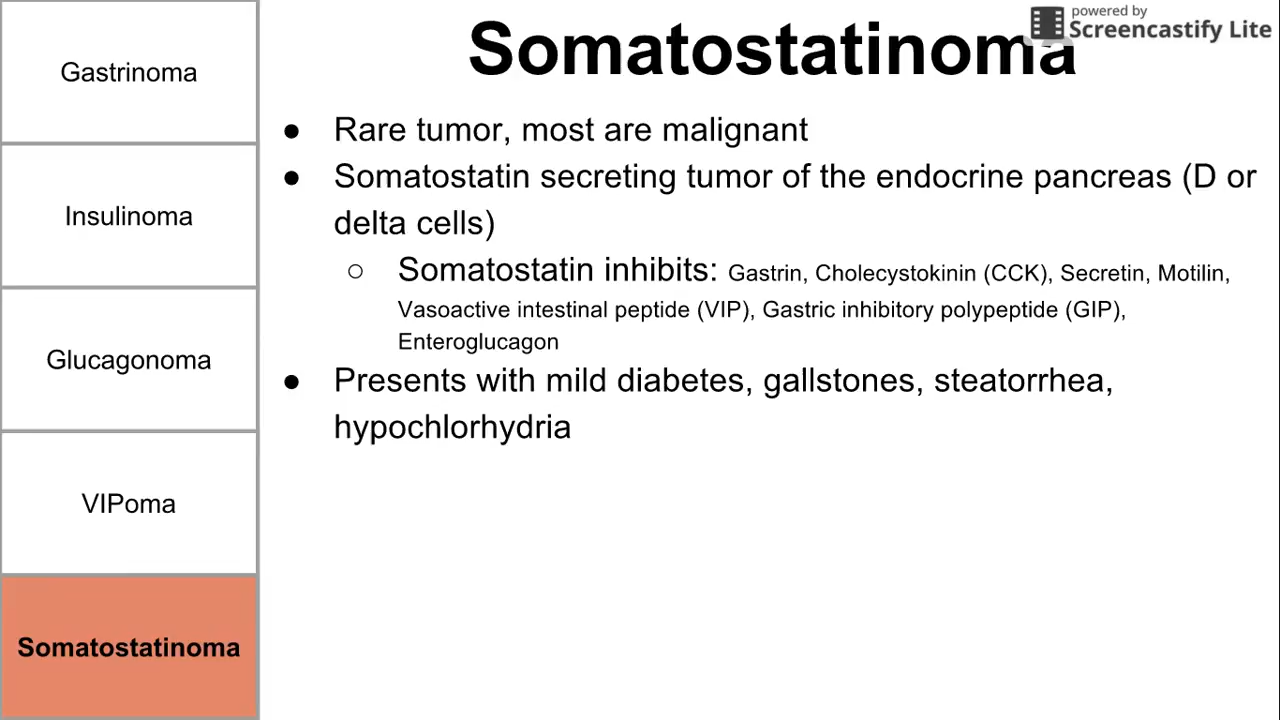 Gastrinoma
Insulinoma
Glucagonoma
VIPoma
Somatostatinoma
Somatostatinoma
powered by
Screencastify Lite
● Rare tumor, most are malignant
● Somatostatin secreting tumor of the endocrine pancreas (D or
delta cells)
○ Somatostatin inhibits: Gastrin, Cholecystokinin (CCK), Secretin, Motilin,
Vasoactive intestinal peptide (VIP), Gastric inhibitory polypeptide (GIP),
Enteroglucagon
● Presents with mild diabetes, gallstones, steatorrhea,
hypochlorhydria